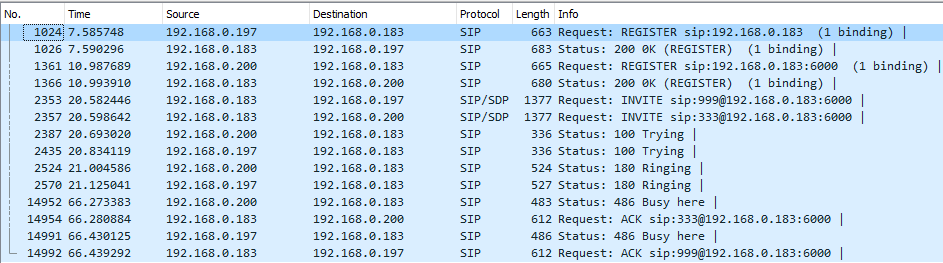 No. Time Source Destination Protocol Length Info
1024 7.585748 192.168.0.197 192.168.0.183 SIP 663 Request: REGISTER sip:192.168.0.183 (1 binding) |
1026 7.590296 192.168.0.183 192.168.0.197 SIP 683 Status: 200 OK (REGISTER) (1 binding) |
1361 10.987689 192.168.0.200 192.168.0.183 SIP 665 Request: REGISTER sip:192.168.0.183:6000 (1 binding) |
1366 10.993910 192.168.0.183 192.168.0.200 SIP 680 Status: 200 OK (REGISTER) (1 binding) |
2353 20.582446 192.168.0.183 192.168.0.197 SIP/SDP 1377 Request: INVITE sip:999@192.168.0.183:6000 |
2357 20.598642 192.168.0.183 192.168.0.200 SIP/SDP 1377 Request: INVITE sip:333@192.168.0.183:6000 |
2387 20.693020 192.168.0.200 192.168.0.183 SIP 336 Status: 100 Trying |
2435 20.834119 192.168.0.197 192.168.0.183 SIP 336 Status: 100 Trying |
2524 21.004586 192.168.0.200 192.168.0.183 SIP 524 Status: 180 Ringing |
2570 21.125041 192.168.0.197 192.168.0.183 SIP 527 Status: 180 Ringing |
14952 66.273383 192.168.0.200 192.168.0.183 SIP 483 Status: 486 Busy here |
14954 66.280884 192.168.0.183 192.168.0.200 SIP 612 Request: ACK sip:333@192.168.0.183:6000 |
14991 66.430125 192.168.0.197 192.168.0.183 SIP 486 Status: 486 Busy here |
14992 66.439292 192.168.0.183 192.168.0.197 SIP 612 Request: ACK sip:999@192.168.0.183:6000 |